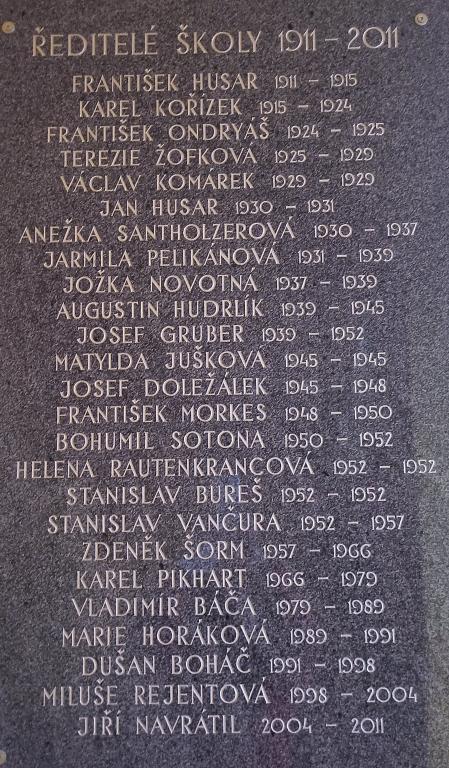 ŘEDITELÉ ŠKOLY 1911 – 2011
FRANTIŠEK HUSAR 1911 – 1915
KAREL KOŘÍZEK 1915 – 1924
FRANTIŠEK ONDRYÁŠ 1924 – 1925
TEREZIE ŽOFKOVÁ 1925 – 1929
VÁCLAV KOMÁREK 1929 – 1929
JAN HUSAR 1930 – 1931
ANEŽKA SANTHOLZEROVÁ 1930 – 1937
JARMILA PELIKÁNOVÁ 1931 – 1939
JOŽKA NOVOTNÁ 1937 – 1939
AUGUSTIN HUDRLÍK 1939 – 1945
JOSEF GRUBER 1939 – 1952
MATYLDA JUŠKOVÁ 1945 – 1945
JOSEF DOLEŽÁLEK 1945 – 1948
FRANTIŠEK MORKES 1948 – 1950
BOHUMIL SOTONA 1950 – 1952
HELENA RAUTENKRANCOVÁ 1952 – 1952
STANISLAV BUREŠ 1952 – 1952
STANISLAV VANČURA 1952 – 1957
ZDENĚK ŠORM 1957 – 1966
KAREL PIKHART 1966 – 1979
VLADIMÍR BÁČA 1979 – 1989
MARIE HORÁKOVÁ 1989 – 1991
DUŠAN BOHÁČ 1991 – 1998
MILUŠE REJENTOVÁ 1998 – 2004
JIŘÍ NAVRÁTIL 2004 – 2011